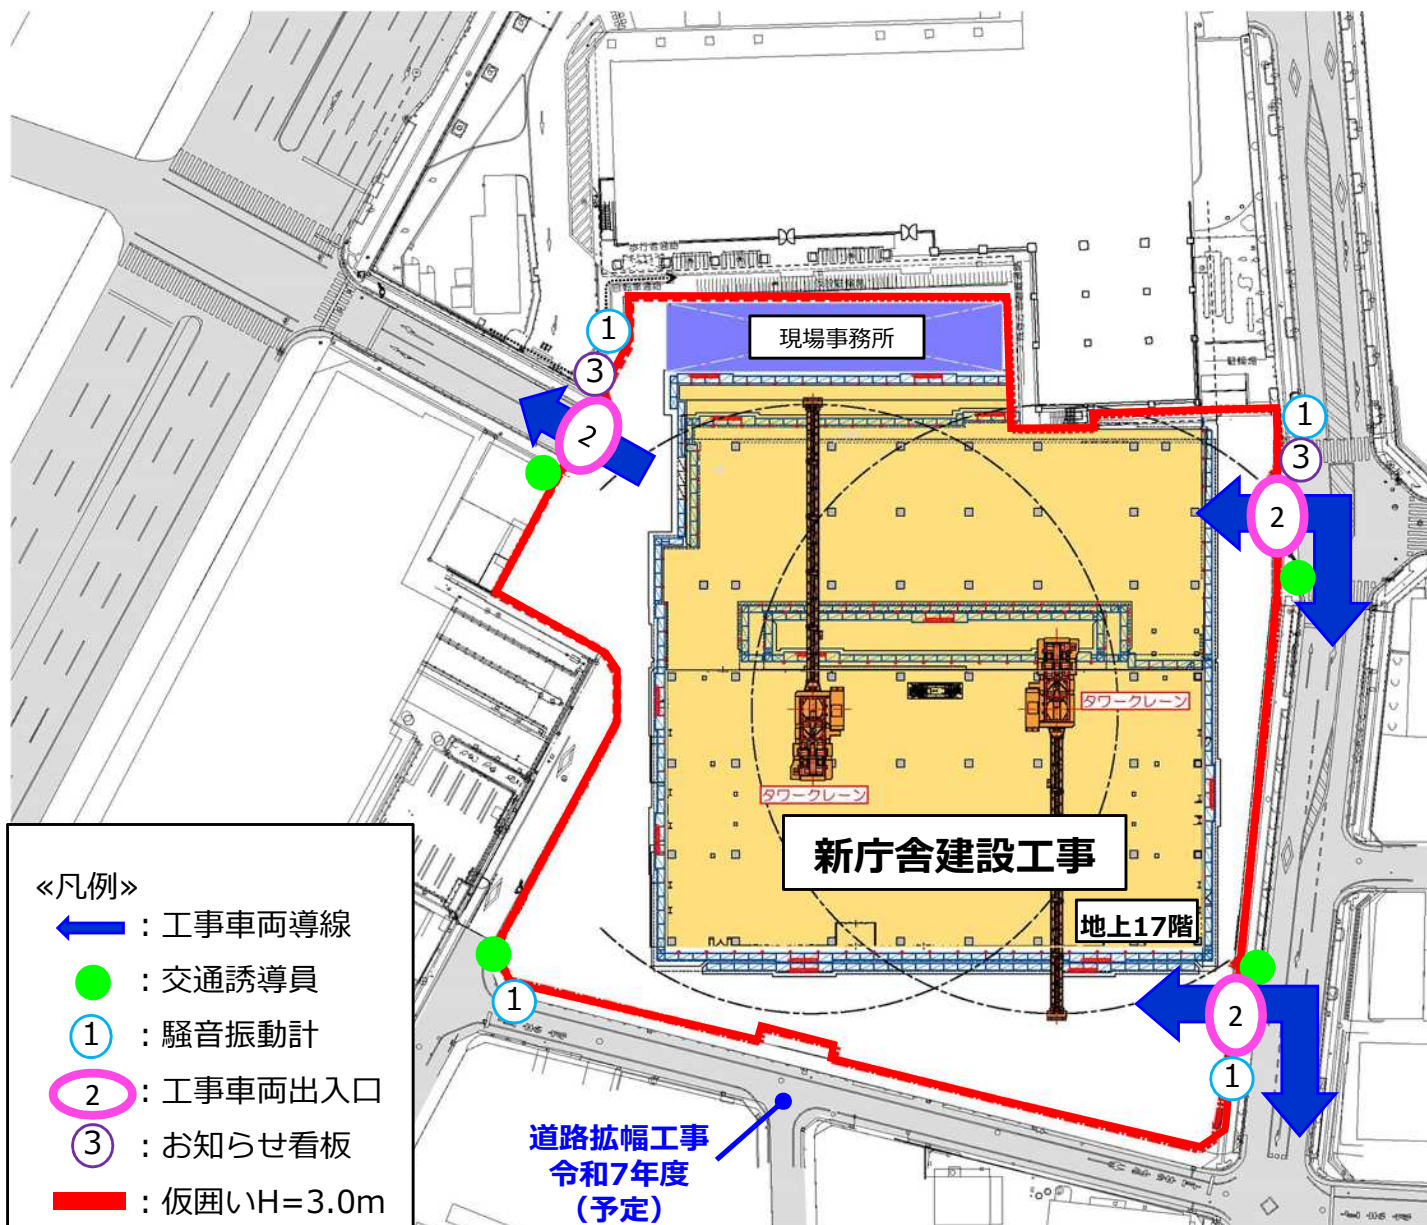 1
3
2
現場事務所
駐輪場
1
3
2
タワークレーン
タワークレーン
新庁舎建設工事
地上17階
2
1
1
道路拡幅工事
令和7年度
(予定)
≪凡例≫
：工事車両導線
：交通誘導員
1：騒音振動計
2：工事車両出入口
3：お知らせ看板
：仮囲いH=3.0m